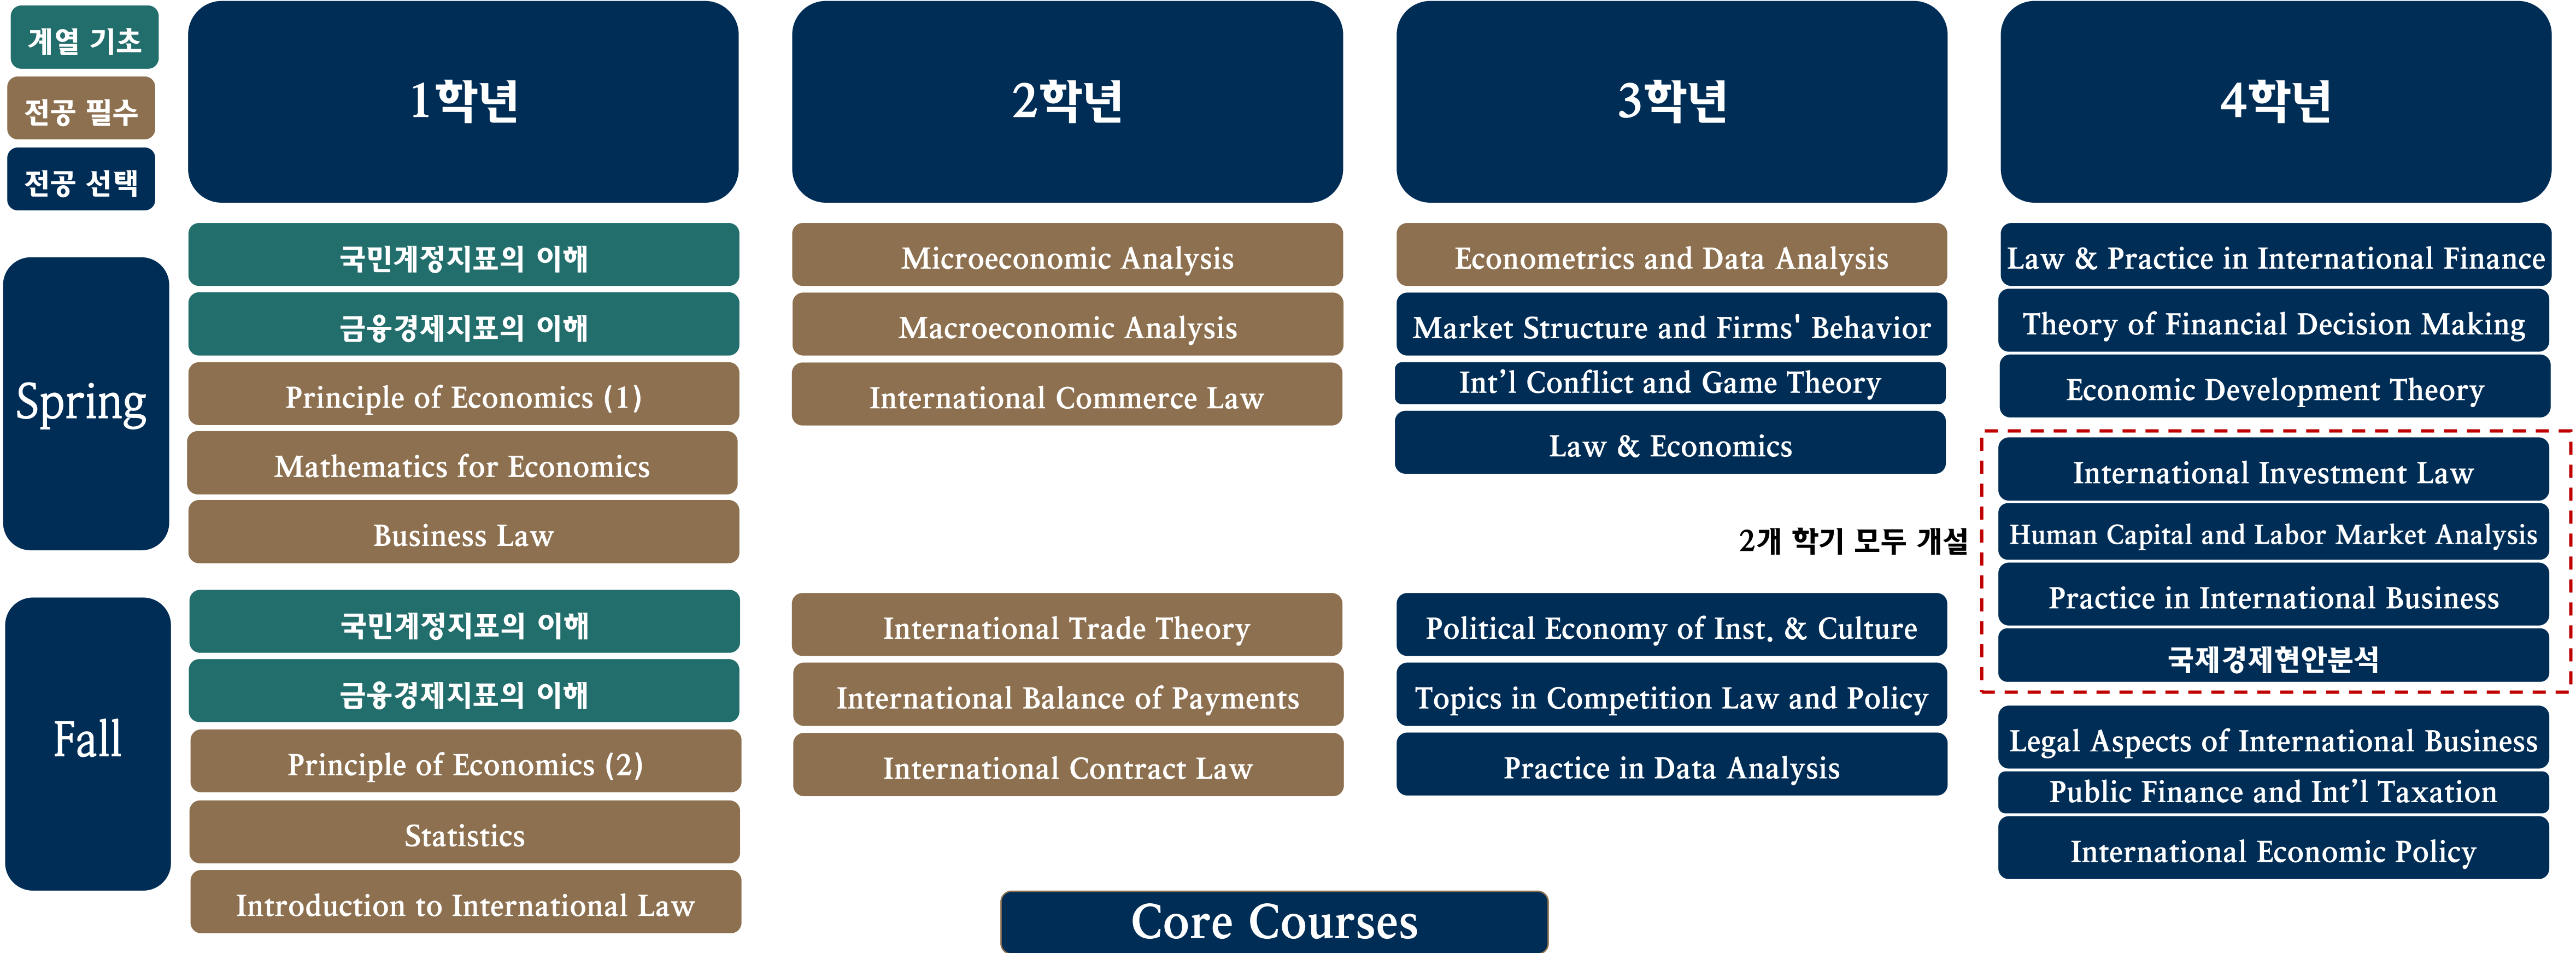 계열 기초
전공 필수
전공 선택
1학년
2학년
3학년
4학년
Spring
국민계정지표의 이해
금융경제지표의 이해
Principle of Economics (1)
Mathematics for Economics
Business Law
Microeconomic Analysis
Macroeconomic Analysis
International Commerce Law
Econometrics and Data Analysis
Market Structure and Firms' Behavior
Int’l Conflict and Game Theory
Law & Economics
Law & Practice in International Finance
Theory of Financial Decision Making
Economic Development Theory
2개 학기 모두 개설
International Investment Law
Human Capital and Labor Market Analysis
Practice in International Business
국제경제현안분석
Fall
국민계정지표의 이해
금융경제지표의 이해
Principle of Economics (2)
Statistics
Introduction to International Law
International Trade Theory
International Balance of Payments
International Contract Law
Political Economy of Inst. & Culture
Topics in Competition Law and Policy
Practice in Data Analysis
Legal Aspects of International Business
Public Finance and Int’l Taxation
International Economic Policy
Core Courses